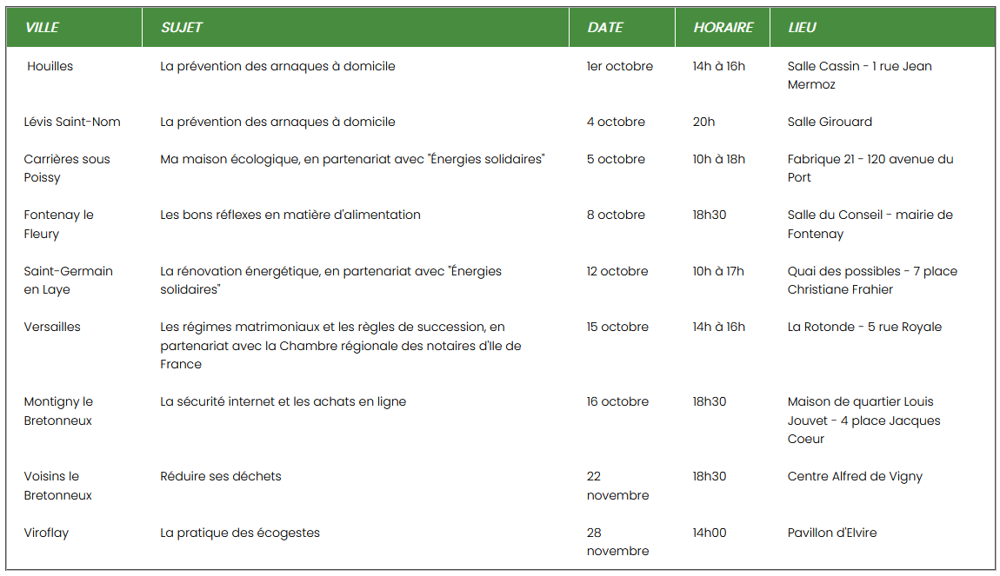 VILLE SUJET DATE HORAIRE LIEU
Houilles La prévention des arnaques à domicile 1er octobre 14h à 16h Salle Cassin - 1 rue Jean
Mermoz
Lévis Saint-Nom La prévention des arnaques à domicile 4 octobre 20h Salle Girouard
Carrières sous Ma maison écologique, en partenariat avec "Énergies solidaires" 5 octobre 10h à 18h Fabrique 21 - 120 avenue du
Poissy Port
Fontenay le Les bons réflexes en matière d'alimentation 8 octobre 18h30 Salle du Conseil - mairie de
Fleury Fontenay
Saint-Germain La rénovation énergétique, en partenariat avec "Énergies 12 octobre 10h à 17h Quai des possibles - 7 place
en Laye solidaires" Christiane Frahier
Versailles Les régimes matrimoniaux et les règles de succession, en 15 octobre 14h à 16h La Rotonde - 5 rue Royale
partenariat avec la Chambre régionale des notaires d'Ile de
France
Montigny le La sécurité internet et les achats en ligne 16 octobre 18h30 Maison de quartier Louis
Bretonneux Jouvet - 4 place Jacques
Coeur
Voisins le Réduire ses déchets 22 18h30 Centre Alfred de Vigny
Bretonneux novembre
Viroflay La pratique des écogestes 28 14h00 Pavillon d'Elvire
novembre